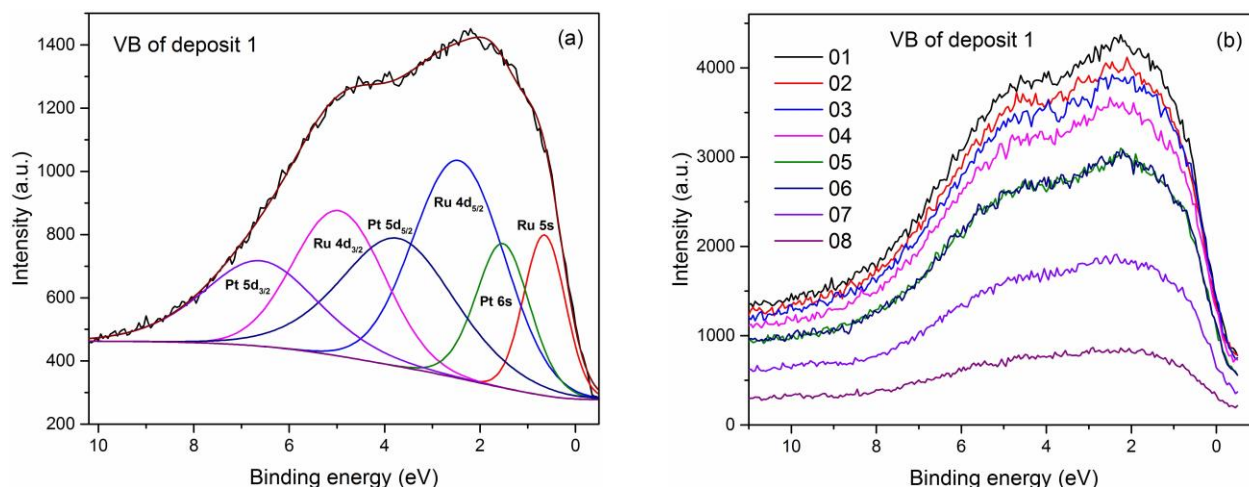 VB of deposit 1
(a)
1400
1200
1000
800
600
400
200
Intensity (a.u.)
Pt 5d3/2
Ru 4d3/2
Pt 5d5/2
Ru 4d5/2
Pt 6s
Ru 5s
10 8 6 4 2 0
Binding energy (eV)
VB of deposit 1
(b)
01
02
03
04
05
06
07
08
4000
3000
2000
1000
0
Intensity (a.u.)
10 8 6 4 2 0
Binding energy (eV)